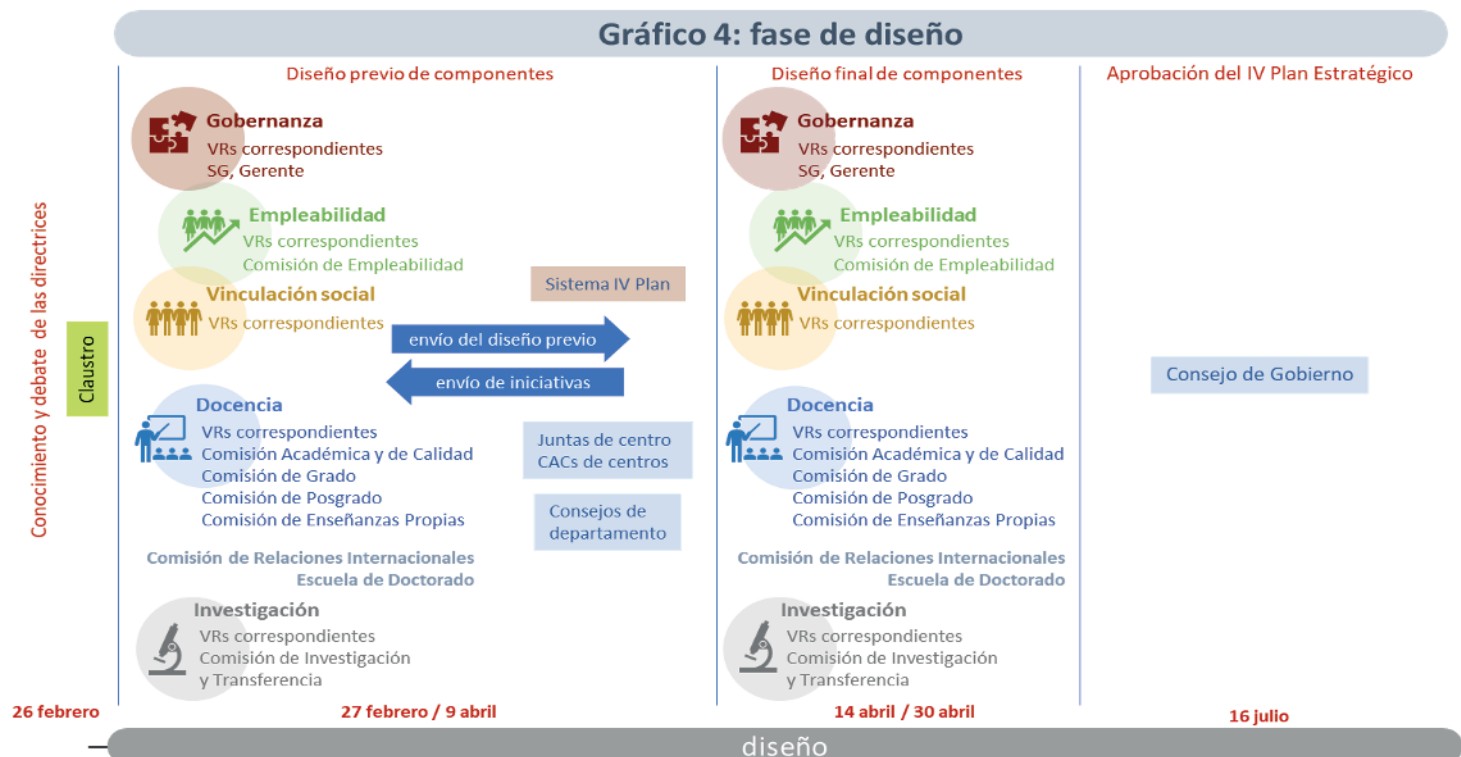 Gráfico 4: fase de diseño
Conocimiento y debate de las directrices
Claustro
26 febrero
Diseño previo de componentes
Gobernanza
VRs correspondientes
SG, Gerente
Empleabilidad
VRs correspondientes
Comisión de Empleabilidad
Vinculación social
VRs correspondientes
Sistema IV Plan
envío del diseño previo
envío de iniciativas
Docencia
VRs correspondientes
Comisión Académica y de Calidad
Comisión de Grado
Comisión de Posgrado
Comisión de Enseñanzas Propias
Juntas de centro
CACs de centros
Consejos de
departamento
Comisión de Relaciones Internacionales
Escuela de Doctorado
Investigación
VRs correspondientes
Comisión de Investigación
y Transferencia
27 febrero / 9 abril
Diseño final de componentes
Gobernanza
VRs correspondientes
SG, Gerente
Empleabilidad
VRs correspondientes
Comisión de Empleabilidad
Vinculación social
VRs correspondientes
Docencia
VRs correspondientes
Comisión Académica y de Calidad
Comisión de Grado
Comisión de Posgrado
Comisión de Enseñanzas Propias
Comisión de Relaciones Internacionales
Escuela de Doctorado
Investigación
VRs correspondientes
Comisión de Investigación
y Transferencia
14 abril / 30 abril
Aprobación del IV Plan Estratégico
Consejo de Gobierno
16 julio
diseño